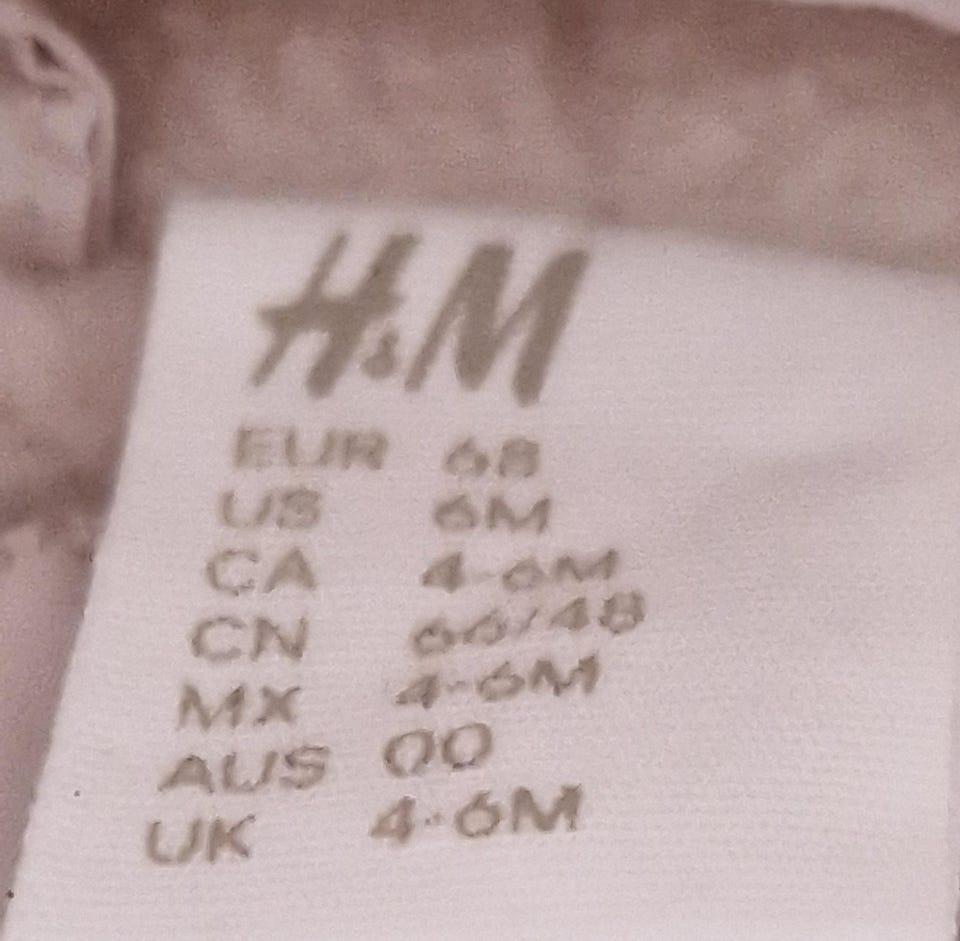 H&M
EUR 68
US 6M
CA 4-6M
CN 66/48
MX 4-6M
AUS 00
UK 4-6M